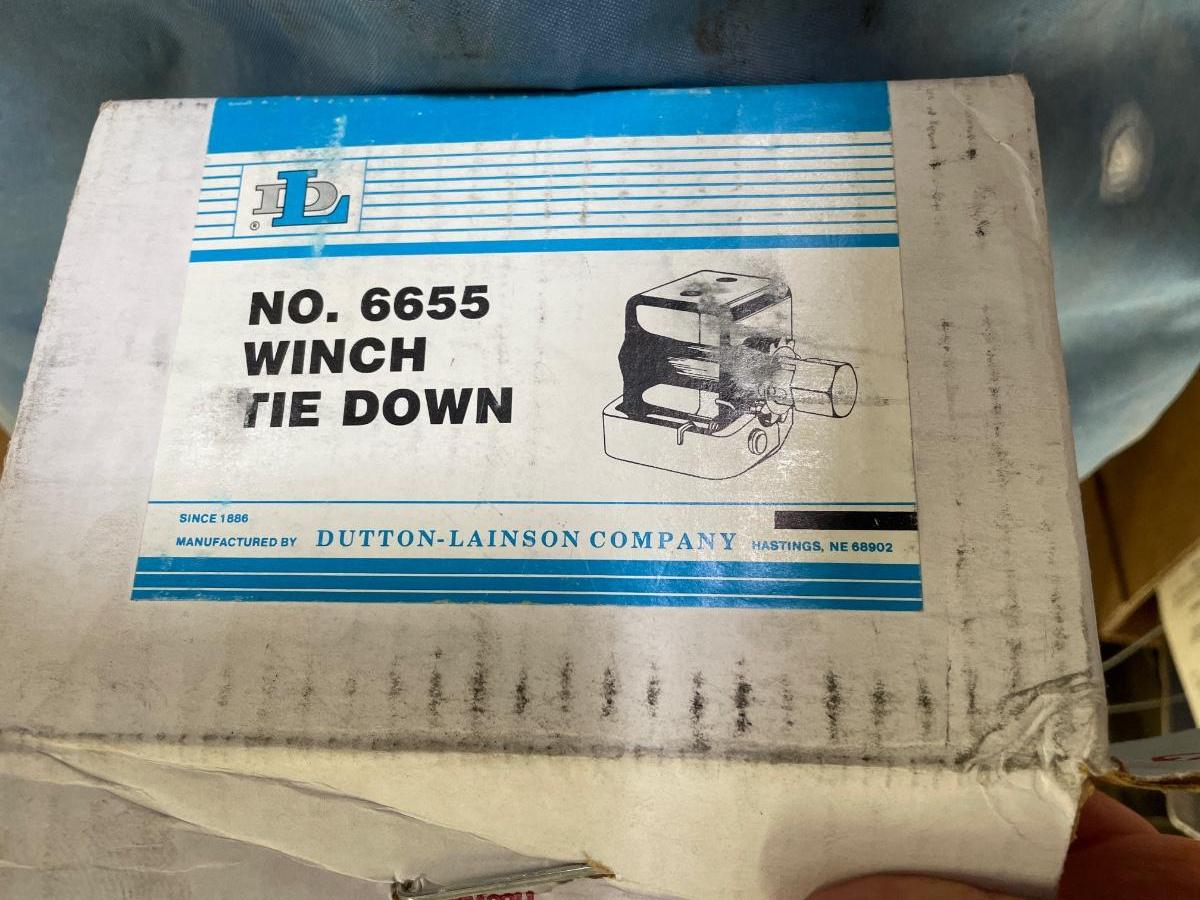 DL
®
NO. 6655
WINCH
TIE DOWN
SINCE 1886
MANUFACTURED BY DUTTON-LAINSON COMPANY HASTINGS, NE 68902